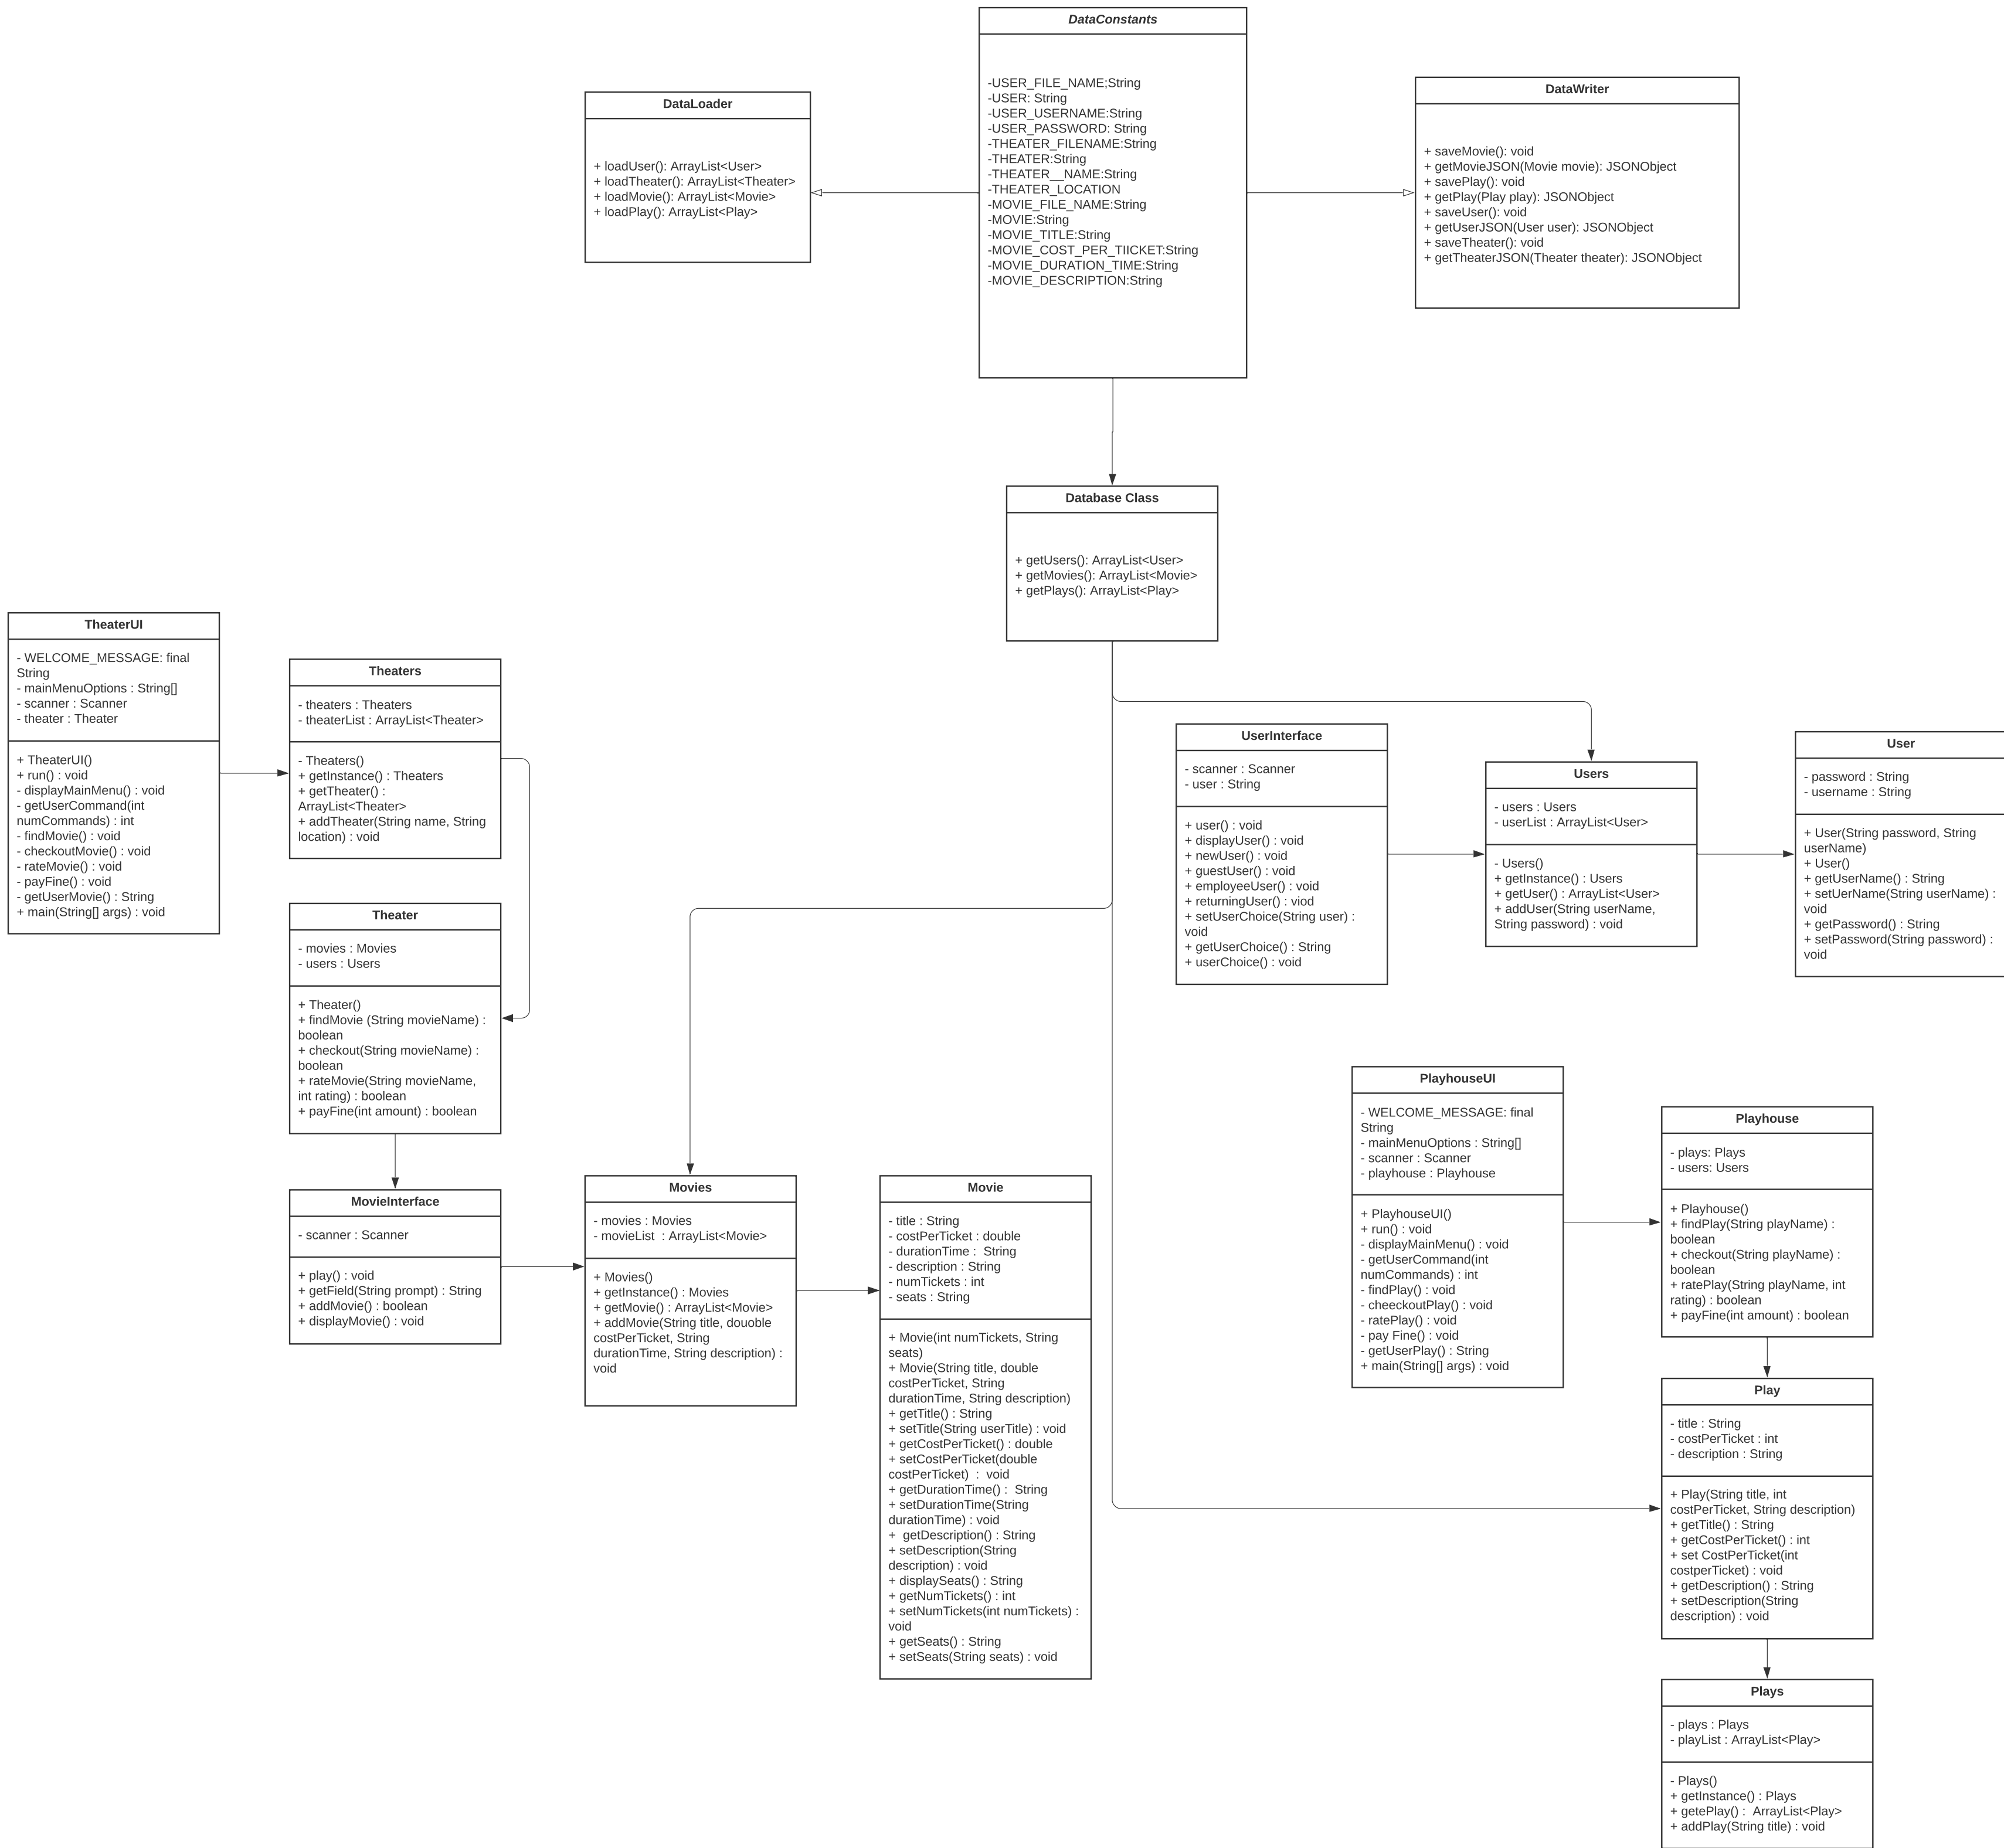 DataConstants
-USER_FILE_NAME;String
-USER: String
-USER_USERNAME:String
-USER_PASSWORD: String
-THEATER_FILENAME:String
-THEATER:String
-THEATER__NAME:String
-THEATER_LOCATION
-MOVIE_FILE_NAME:String
-MOVIE:String
-MOVIE_TITLE:String
-MOVIE_COST_PER_TIICKET:String
-MOVIE_DURATION_TIME:String
-MOVIE_DESCRIPTION:String
DataLoader
+ loadUser(): ArrayList<User>
+ loadTheater(): ArrayList<Theater>
+ loadMovie(): ArrayList<Movie>
+ loadPlay(): ArrayList<Play>
DataWriter
+ saveMovie(): void
+ getMovieJSON(Movie movie): JSONObject
+ savePlay(): void
+ getPlay(Play play): JSONObject
+ saveUser(): void
+ getUserJSON(User user): JSONObject
+ saveTheater(): void
+ getTheaterJSON(Theater theater): JSONObject
Database Class
+ getUsers(): ArrayList<User>
+ getMovies(): ArrayList<Movie>
+ getPlays(): ArrayList<Play>
TheaterUI
- WELCOME_MESSAGE: final
String
- mainMenuOptions : String[]
- scanner : Scanner
- theater : Theater
+ TheaterUI()
+ run() : void
- displayMainMenu() : void
- getUserCommand(int
numCommands) : int
- findMovie() : void
- checkoutMovie() : void
- rateMovie() : void
- payFine() : void
- getUserMovie() : String
+ main(String[] args) : void
Theaters
- theaters : Theaters
- theaterList : ArrayList<Theater>
- Theaters()
+ getInstance() : Theaters
+ getTheater() :
ArrayList<Theater>
+ addTheater(String name, String
location) : void
Theater
- movies : Movies
- users : Users
+ Theater()
+ findMovie (String movieName) :
boolean
+ checkout(String movieName) :
boolean
+ rateMovie(String movieName,
int rating) : boolean
+ payFine(int amount) : boolean
MovieInterface
- scanner : Scanner
+ play() : void
+ getField(String prompt) : String
+ addMovie() : boolean
+ displayMovie() : void
Movies
- movies : Movies
- movieList  : ArrayList<Movie>
+ Movies()
+ getInstance() : Movies
+ getMovie() : ArrayList<Movie>
+ addMovie(String title, douoble
costPerTicket, String
durationTime, String description) :
void
Movie
- title : String
- costPerTicket : double
- durationTime :  String
- description : String
- numTickets : int
- seats : String
+ Movie(int numTickets, String
seats)
+ Movie(String title, double
costPerTicket, String
durationTime, String description)
+ getTitle() : String
+ setTitle(String userTitle) : void
+ getCostPerTicket() : double
+ setCostPerTicket(double
costPerTicket)  :  void
+ getDurationTime() :  String
+ setDurationTime(String
durationTime) : void
+  getDescription() : String
+ setDescription(String
description) : void
+ displaySeats() : String
+ getNumTickets() : int
+ setNumTickets(int numTickets) :
void
+ getSeats() : String
+ setSeats(String seats) : void
UserInterface
- scanner : Scanner
- user : String
+ user() : void
+ displayUser() : void
+ newUser() : void
+ guestUser() : void
+ employeeUser() : void
+ returningUser() : viod
+ setUserChoice(String user) :
void
+ getUserChoice() : String
+ userChoice() : void
Users
- users : Users
- userList : ArrayList<User>
- Users()
+ getInstance() : Users
+ getUser() : ArrayList<User>
+ addUser(String userName,
String password) : void
User
- password : String
- username : String
+ User(String password, String
userName)
+ User()
+ getUserName() : String
+ setUerName(String userName) :
void
+ getPassword() : String
+ setPassword(String password) :
void
PlayhouseUI
- WELCOME_MESSAGE: final
String
- mainMenuOptions : String[]
- scanner : Scanner
- playhouse : Playhouse
+ PlayhouseUI()
+ run() : void
- displayMainMenu() : void
- getUserCommand(int
numCommands) : int
- findPlay() : void
- cheeckoutPlay() : void
- ratePlay() : void
- pay Fine() : void
- getUserPlay() : String
+ main(String[] args) : void
Playhouse
- plays: Plays
- users: Users
+ Playhouse()
+ findPlay(String playName) :
boolean
+ checkout(String playName) :
boolean
+ ratePlay(String playName, int
rating) : boolean
+ payFine(int amount) : boolean
Play
- title : String
- costPerTicket : int
- description : String
+ Play(String title, int
costPerTicket, String description)
+ getTitle() : String
+ getCostPerTicket() : int
+ set CostPerTicket(int
costperTicket) : void
+ getDescription() : String
+ setDescription(String
description) : void
Plays
- plays : Plays
- playList : ArrayList<Play>
- Plays()
+ getInstance() : Plays
+ getePlay() :  ArrayList<Play>
+ addPlay(String title) : void